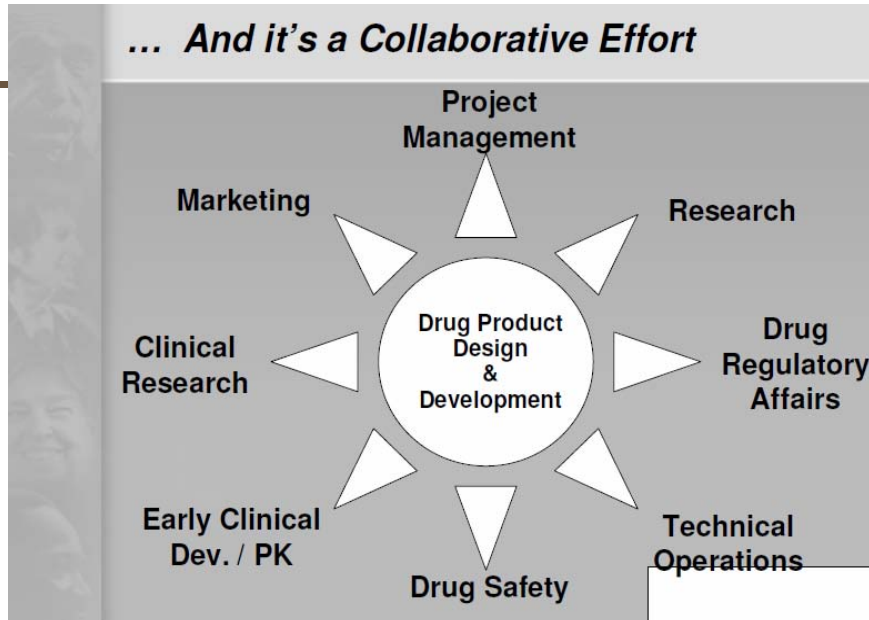 ... And it's a Collaborative Effort
Project
Management
Marketing
Research
Drug Product
Design
&
Development
Clinical
Research
Drug
Regulatory
Affairs
Early Clinical
Dev. / PK
Technical
Operations
Drug Safety